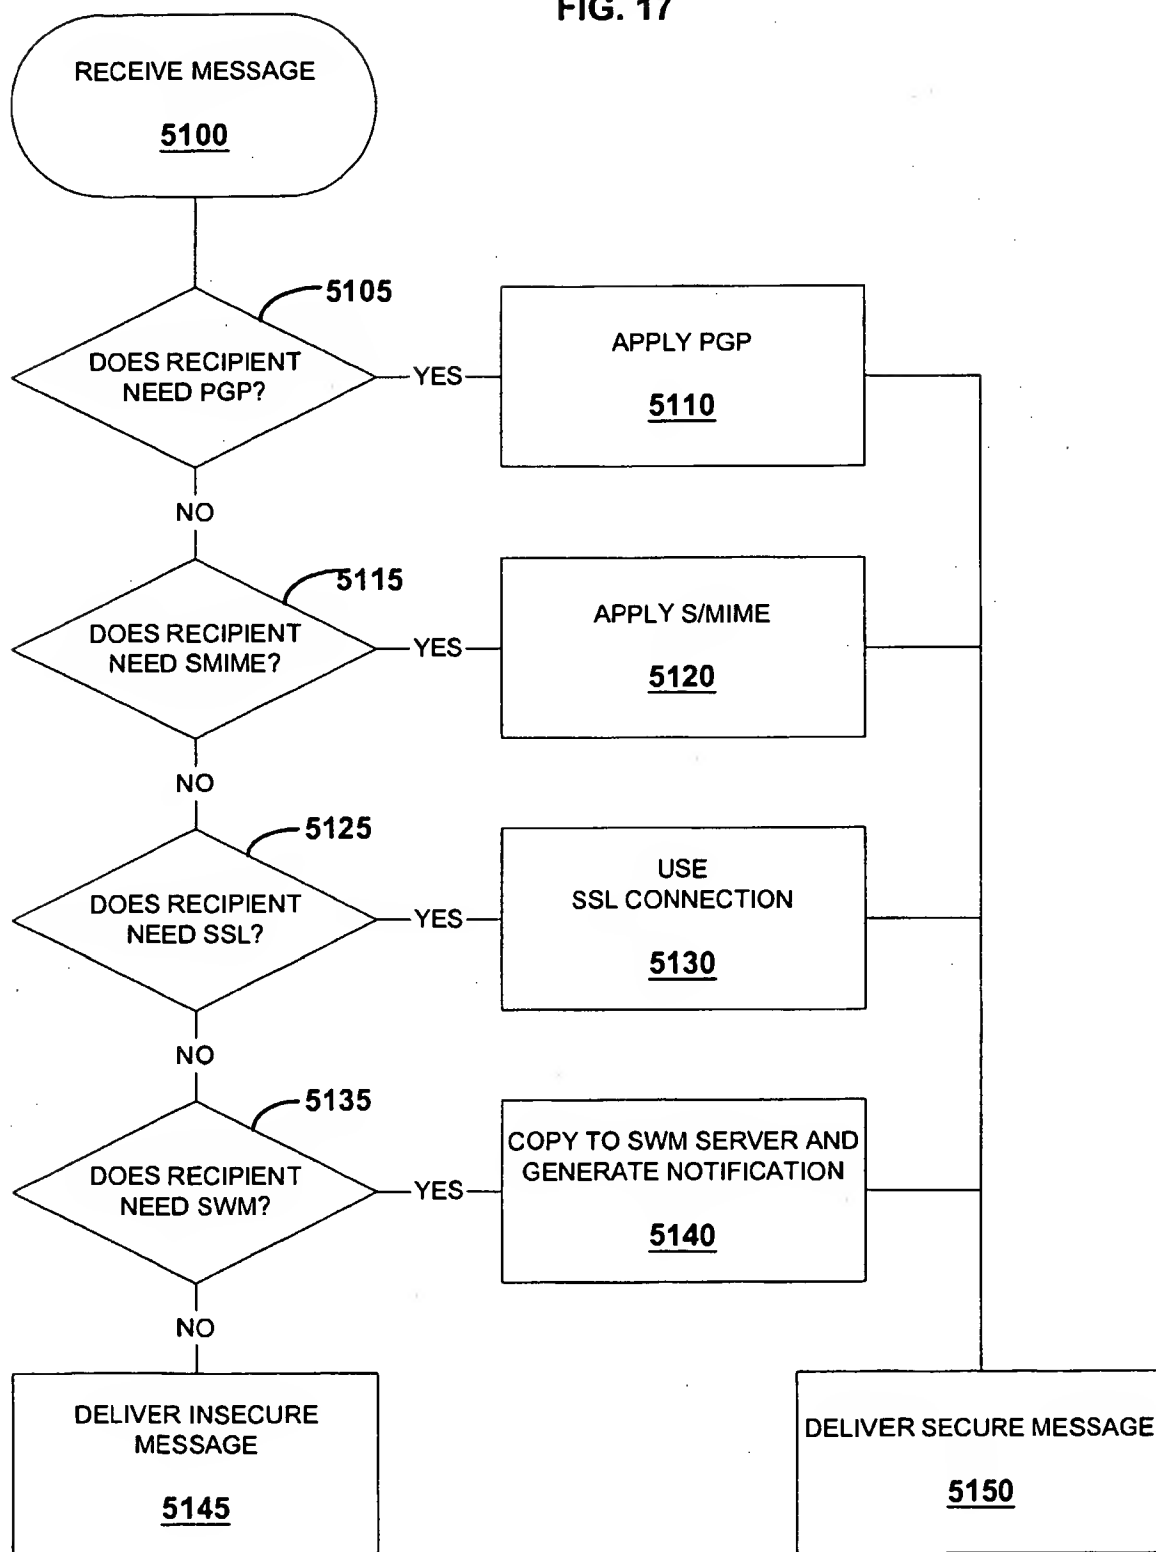 FIG. 17
RECEIVE MESSAGE
5100
5105
DOES RECIPIENT
NEED PGP?
YES
APPLY PGP
5110
NO
5115
DOES RECIPIENT
NEED SMIME?
YES
APPLY S/MIME
5120
NO
5125
DOES RECIPIENT
NEED SSL?
YES
USE
SSL CONNECTION
5130
NO
5135
DOES RECIPIENT
NEED SWM?
YES
COPY TO SWM SERVER AND
GENERATE NOTIFICATION
5140
NO
DELIVER INSECURE
MESSAGE
5145
DELIVER SECURE MESSAGE
5150